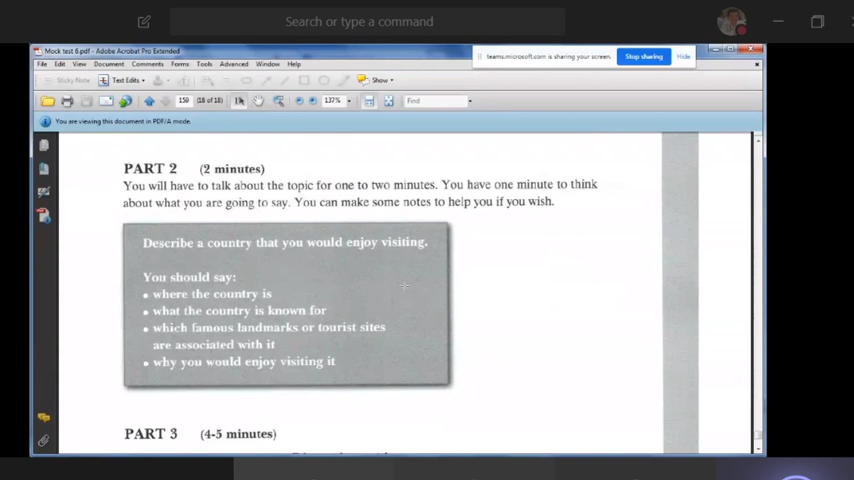 Search or type a command
Mock test 6.pdf - Adobe Acrobat Pro Extended
teams.microsoft.com is sharing your screen.
Stop sharing
Hide
File Edit View Document Comments Forms Tools Advanced Window Help
Sticky Note Text Edits Show
159 (18 of 18) 137% Find
You are viewing this document in PDF/A mode.
PART 2 (2 minutes)
You will have to talk about the topic for one to two minutes. You have one minute to think
about what you are going to say. You can make some notes to help you if you wish.
Describe a country that you would enjoy visiting.
You should say:
• where the country is
• what the country is known for
• which famous landmarks or tourist sites
are associated with it
• why you would enjoy visiting it
PART 3 (4-5 minutes)